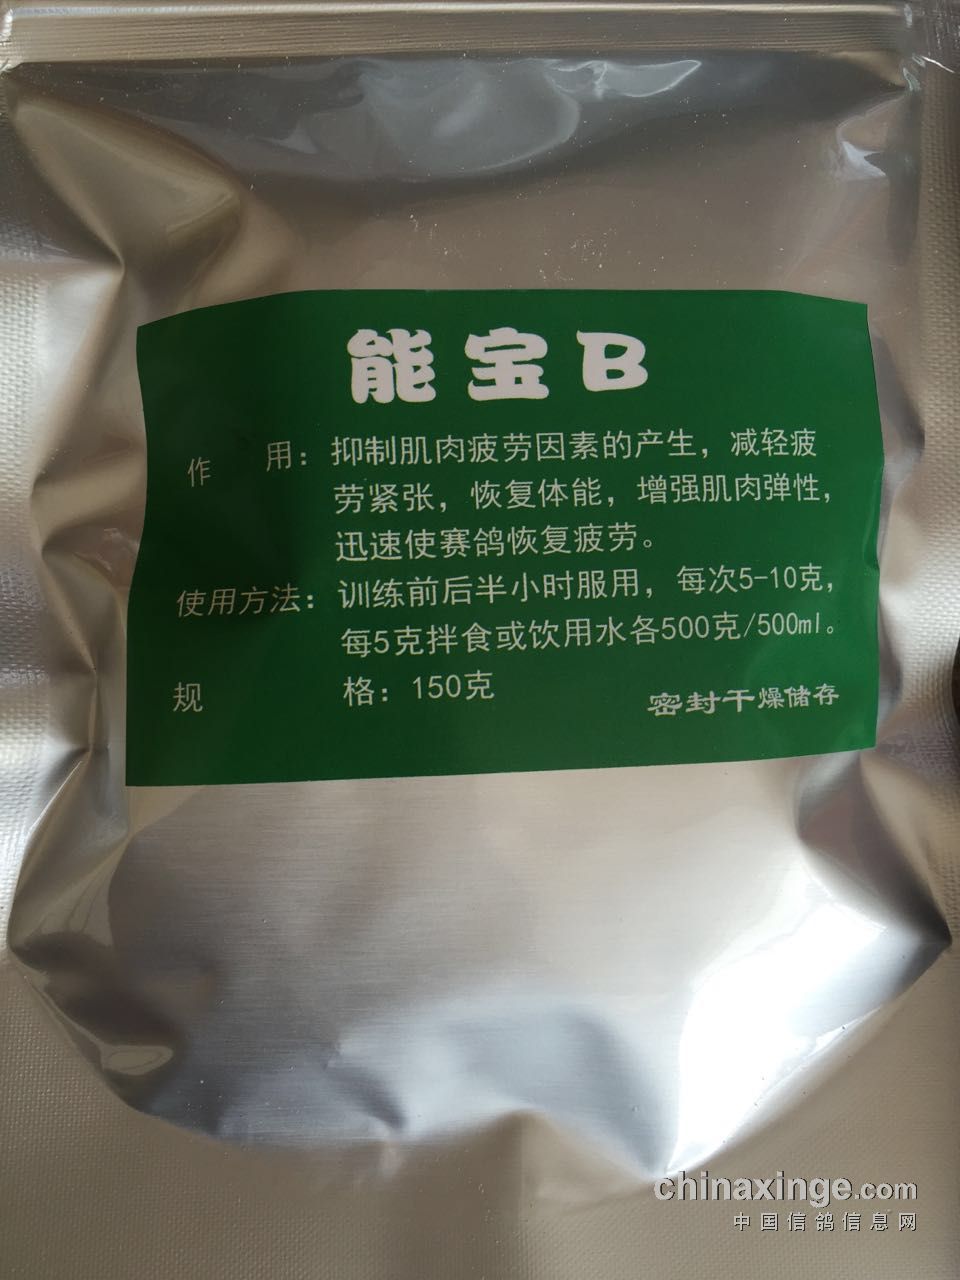 能宝B
作用：抑制肌肉疲劳因素的产生，减轻疲
劳紧张，恢复体能，增强肌肉弹性，
迅速使赛鸽恢复疲劳。
使用方法：训练前后半小时服用，每次5-10克，
每5克拌食或饮用水各500克/500ml。
规格：150克
密封干燥储存
chinaxinge.com
中国信鸽信息网